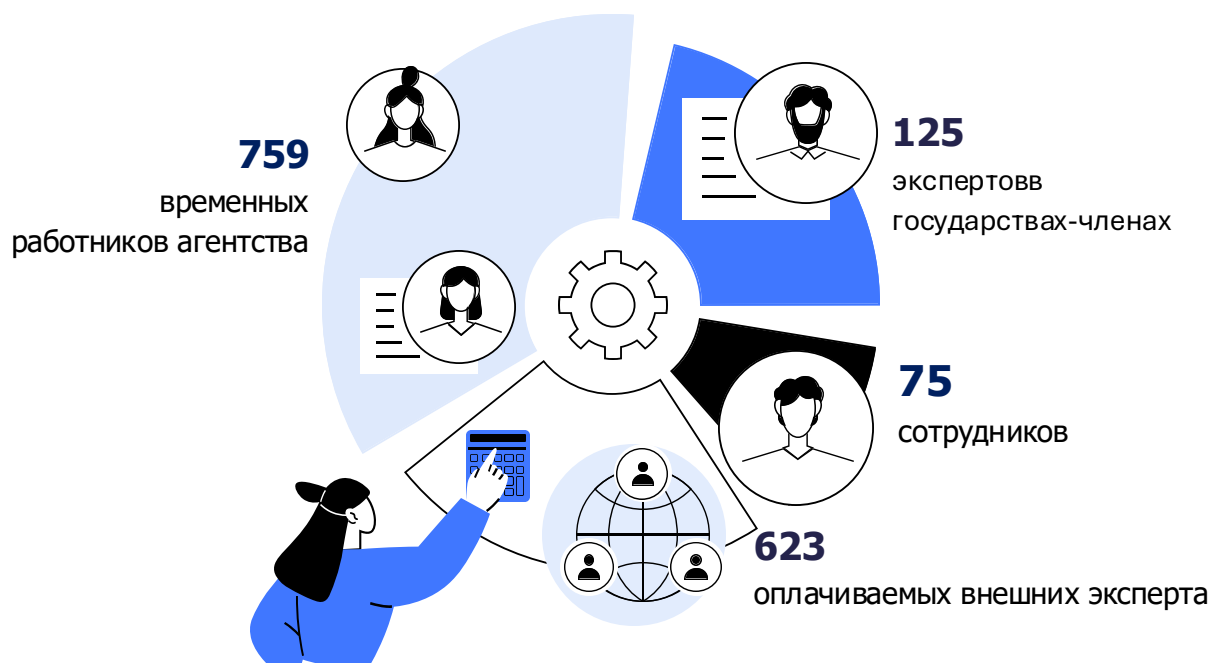 759
временных
работников агентства
125
экспертовв
государствах-членах
75
сотрудников
623
оплачиваемых внешних эксперта